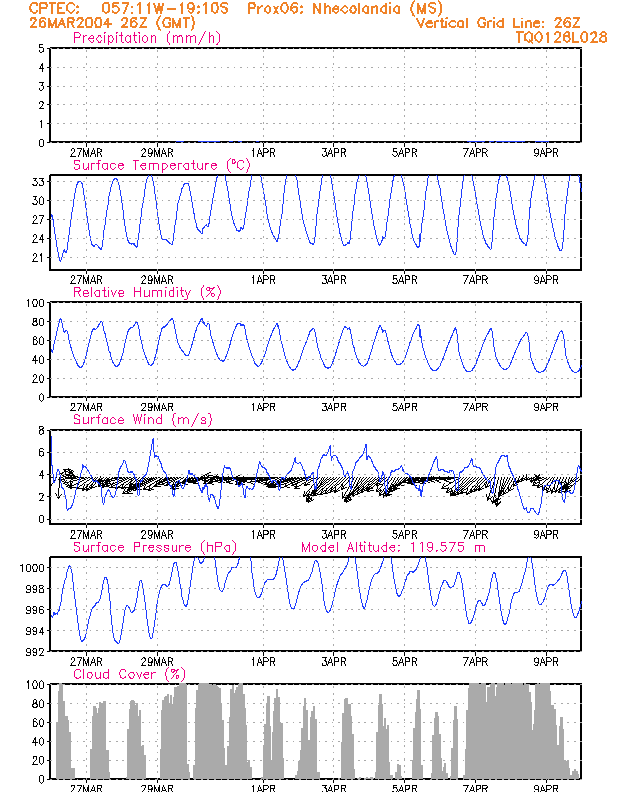 CPTEC: 057:11W-19:10S Prox06: Nhecolandia (MS)
26MAR2004 26Z (GMT) Vertical Grid Line: 26Z
Precipitation (mm/h) TQ0126L028
5
4
3
2
1
0
27MAR 29MAR 1APR 3APR 5APR 7APR 9APR
Surface Temperature (°C)
33
30
27
24
21
27MAR 29MAR 1APR 3APR 5APR 7APR 9APR
Relative Humidity (%)
100
80
60
40
20
0
27MAR 29MAR 1APR 3APR 5APR 7APR 9APR
Surface Wind (m/s)
8
6
4
2
0
27MAR 29MAR 1APR 3APR 5APR 7APR 9APR
Surface Pressure (hPa) Model Altitude: 119.575 m
1000
998
996
994
992
27MAR 29MAR 1APR 3APR 5APR 7APR 9APR
Cloud Cover (%)
100
80
60
40
20
0
27MAR 29MAR 1APR 3APR 5APR 7APR 9APR